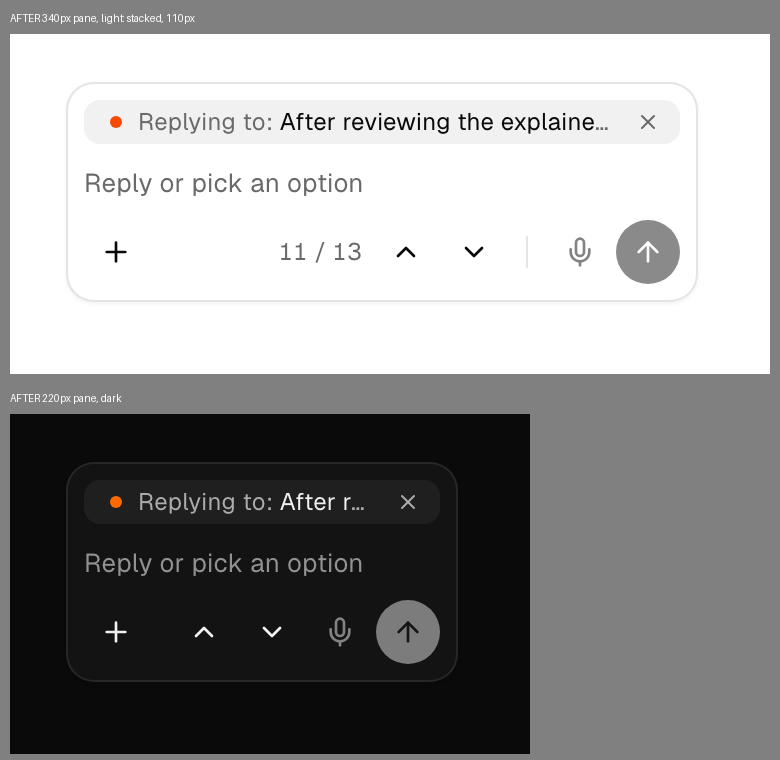 AFTER 340px pane, light stacked, 110px
Replying to: After reviewing the explaine...
Reply or pick an option
11 / 13
AFTER 220px pane, dark
Replying to: After r...
Reply or pick an option